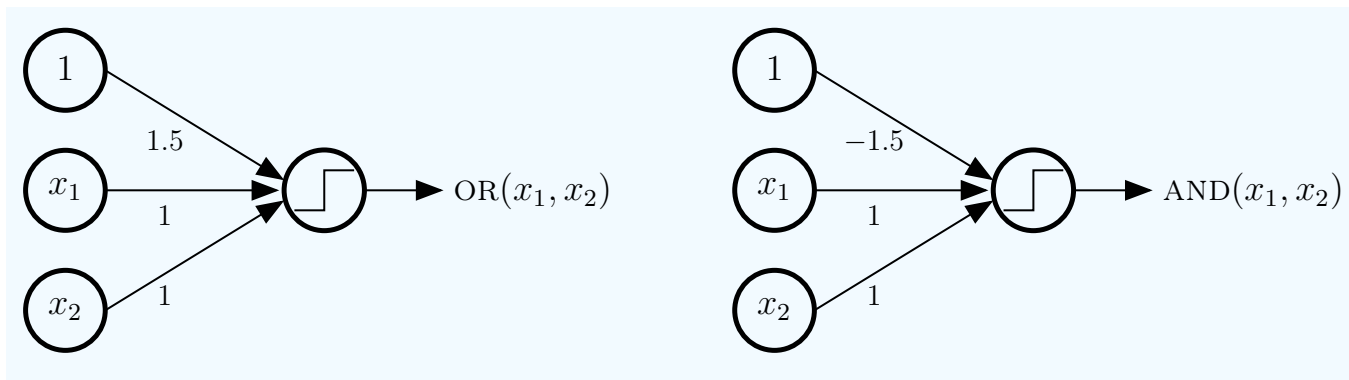 1
1.5
x₁
1
OR(x₁, x₂)
x₂
1
1
−1.5
x₁
1
AND(x₁, x₂)
x₂
1